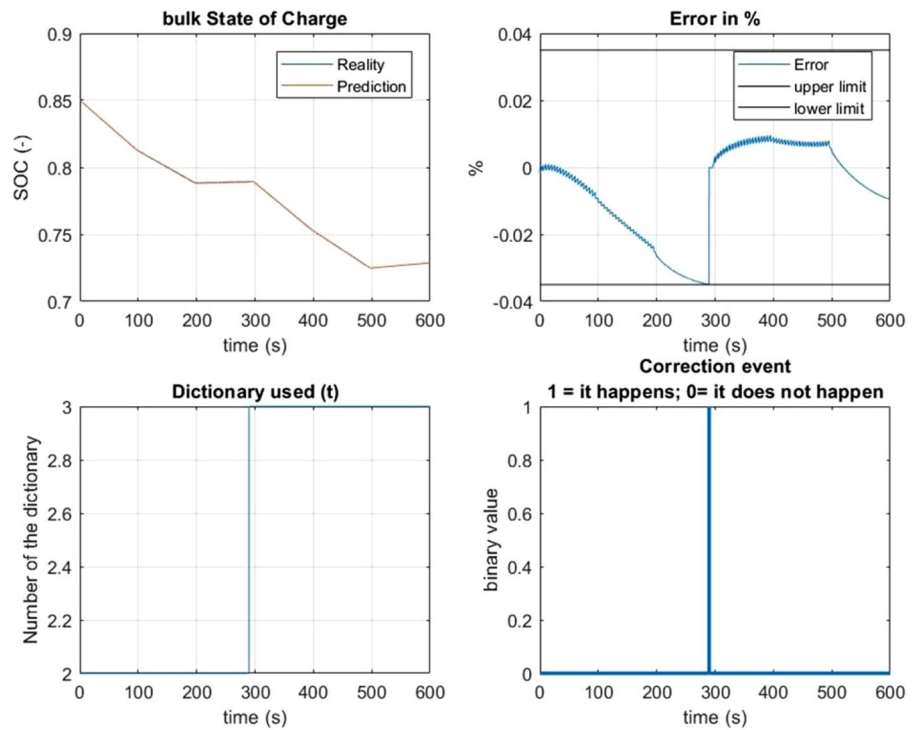 bulk State of Charge
0.9
0.85
0.8
0.75
0.7
SOC (-)
Reality
Prediction
0 100 200 300 400 500 600
time (s)
Error in %
0.04
0.02
0
-0.02
-0.04
%
Error
upper limit
lower limit
0 100 200 300 400 500 600
time (s)
Dictionary used (t)
3
2.8
2.6
2.4
2.2
2
Number of the dictionary
0 100 200 300 400 500 600
time (s)
Correction event
1 = it happens; 0= it does not happen
1
0.8
0.6
0.4
0.2
0
binary value
0 100 200 300 400 500 600
time (s)